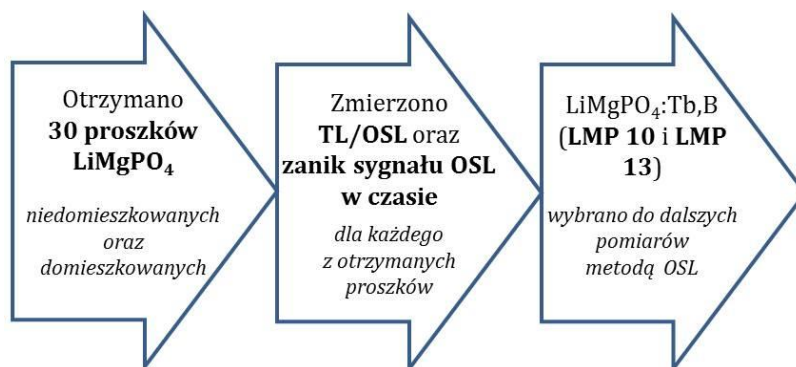 Otrzymano
30 proszków
LiMgPO₄
niedomieszkowanych
oraz
domieszkowanych
Zmierzono
TL/OSL oraz
zanik sygnału OSL
w czasie
dla każdego
z otrzymanych
proszków
LiMgPO₄:Tb,B
(LMP 10 i LMP
13)
wybrano do dalszych
pomiarów
metodą OSL